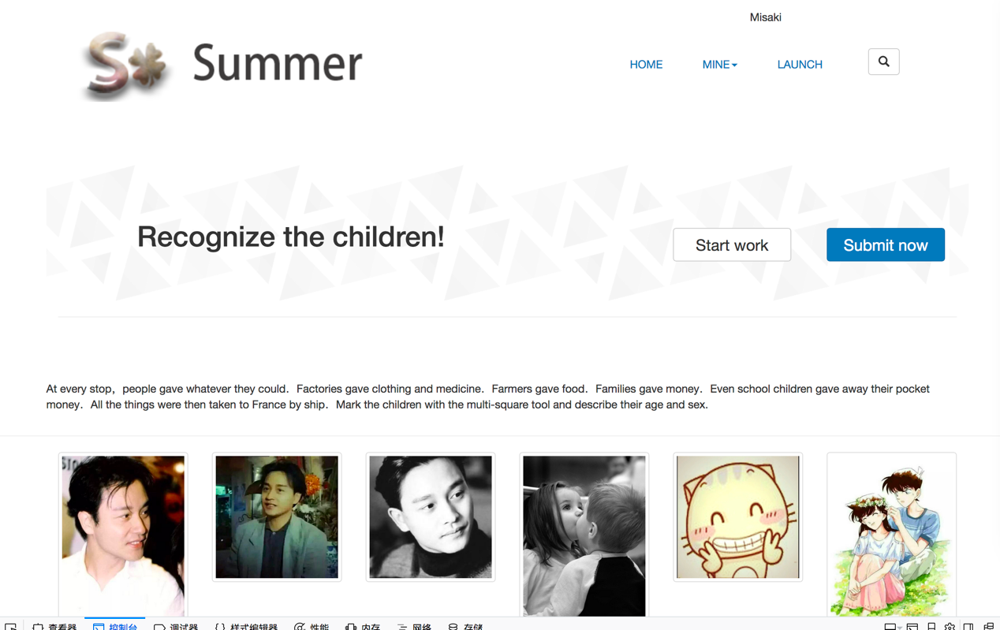 Misaki
S Summer
HOME MINE LAUNCH
Recognize the children!
Start work
Submit now
At every stop，people gave whatever they could．Factories gave clothing and medicine．Farmers gave food．Families gave money．Even school children gave away their pocket
money．All the things were then taken to France by ship．Mark the children with the multi-square tool and describe their age and sex.
查看器 控制台 调试器 {} 样式编辑器 性能 内存 网络 存储